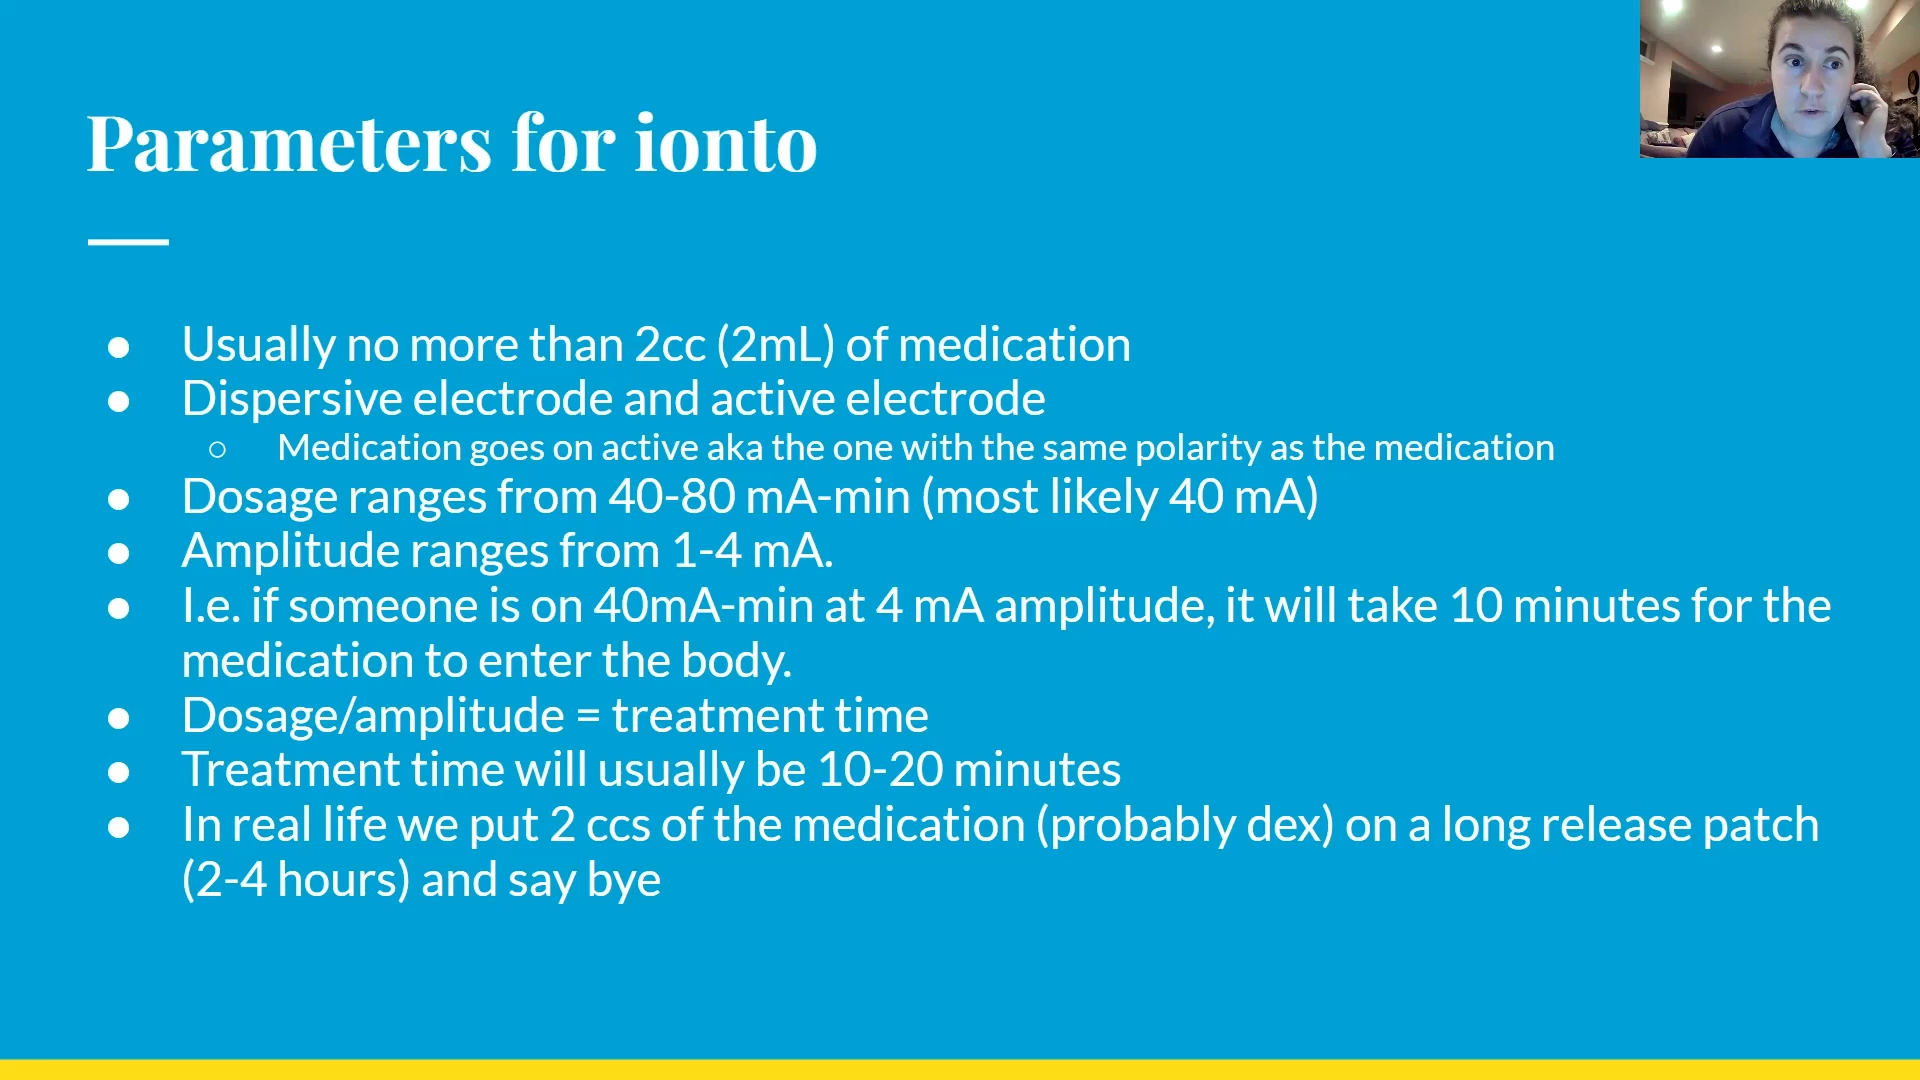 Parameters for ionto
● Usually no more than 2cc (2mL) of medication
● Dispersive electrode and active electrode
○ Medication goes on active aka the one with the same polarity as the medication
● Dosage ranges from 40-80 mA-min (most likely 40 mA)
● Amplitude ranges from 1-4 mA.
● I.e. if someone is on 40mA-min at 4 mA amplitude, it will take 10 minutes for the
medication to enter the body.
● Dosage/amplitude = treatment time
● Treatment time will usually be 10-20 minutes
● In real life we put 2 ccs of the medication (probably dex) on a long release patch
(2-4 hours) and say bye